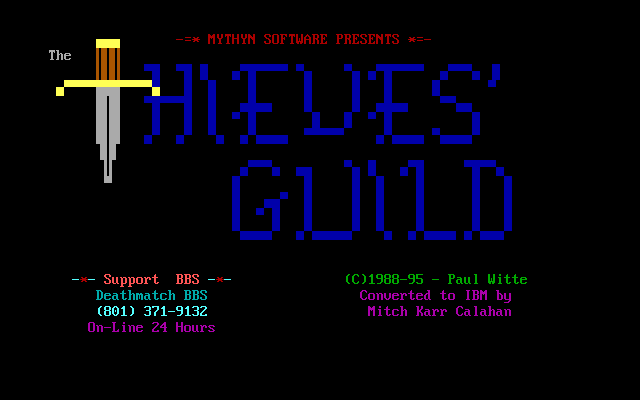 -=* MYTHYN SOFTWARE PRESENTS *=-
The
THIEVES'
GUILD
-*- Support  BBS -*-
Deathmatch BBS
(801) 371-9132
On-Line 24 Hours
(C)1988-95 - Paul Witte
Converted to IBM by
Mitch Karr Calahan